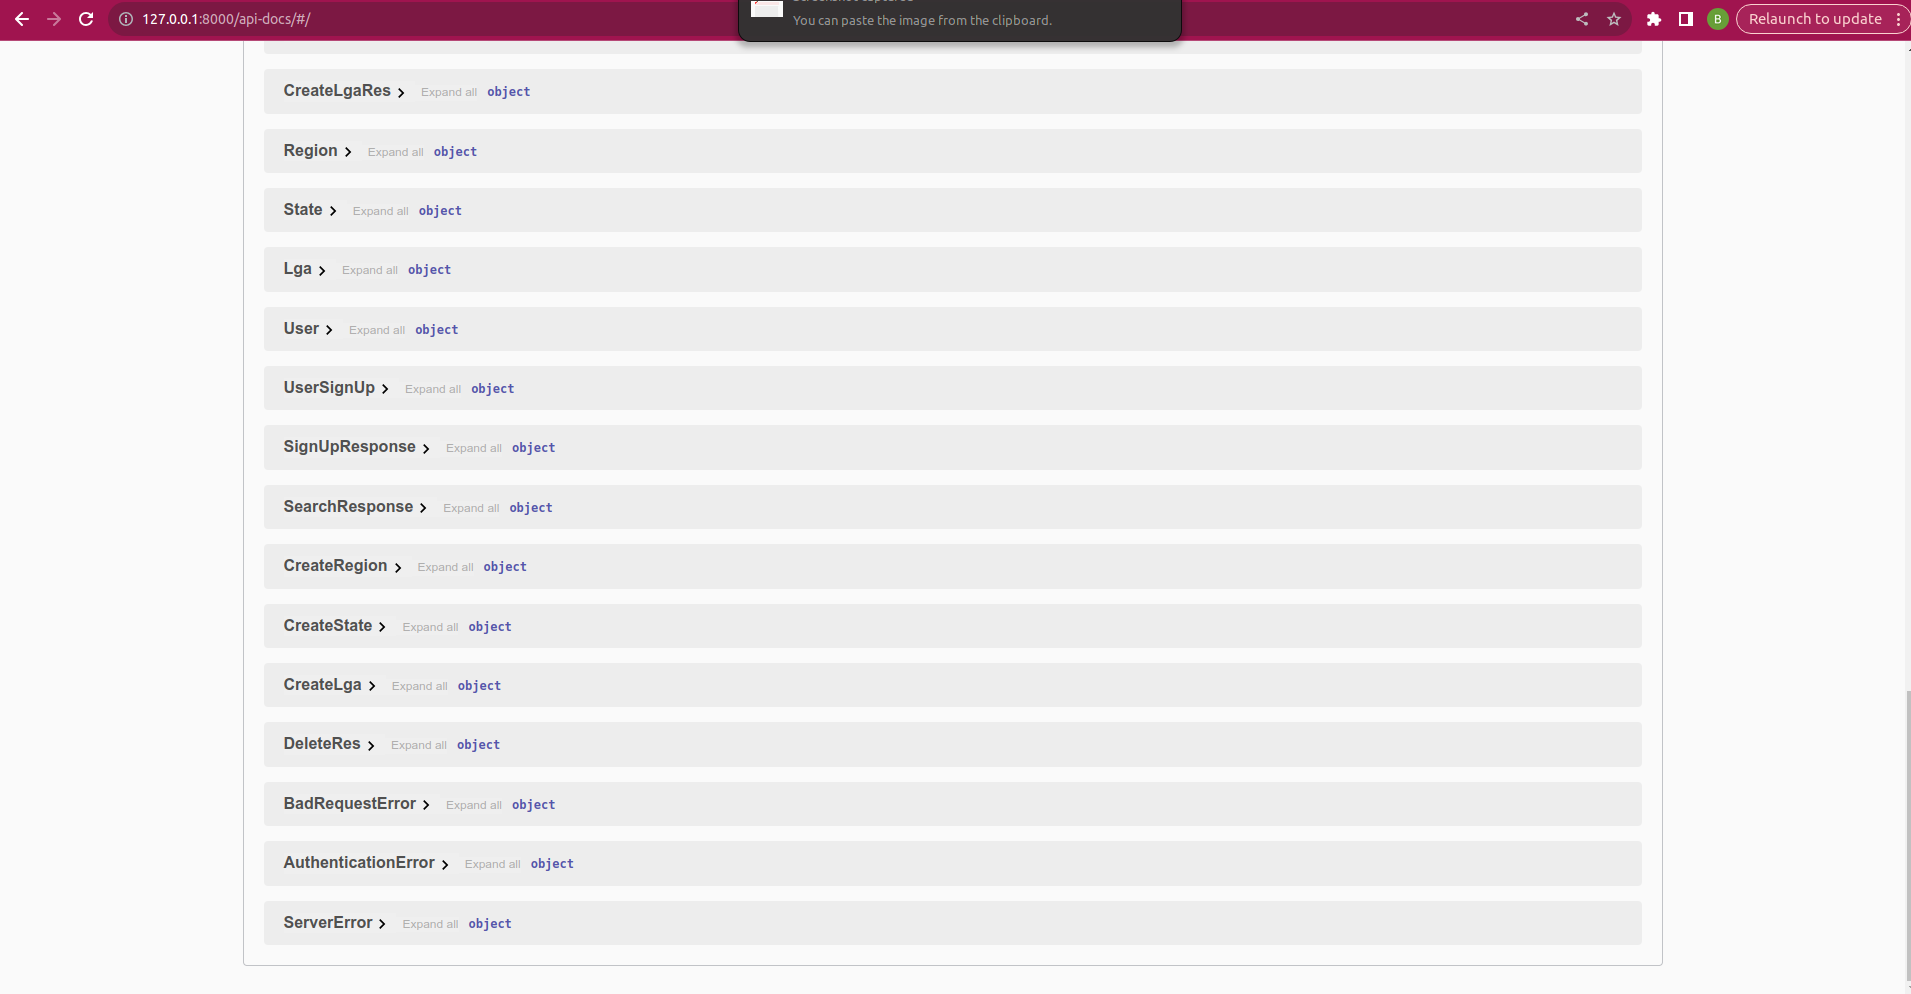 127.0.0.1:8000/api-docs/#/
You can paste the image from the clipboard.
B
Relaunch to update
CreateLgaRes Expand all object
Region Expand all object
State Expand all object
Lga Expand all object
User Expand all object
UserSignUp Expand all object
SignUpResponse Expand all object
SearchResponse Expand all object
CreateRegion Expand all object
CreateState Expand all object
CreateLga Expand all object
DeleteRes Expand all object
BadRequestError Expand all object
AuthenticationError Expand all object
ServerError Expand all object